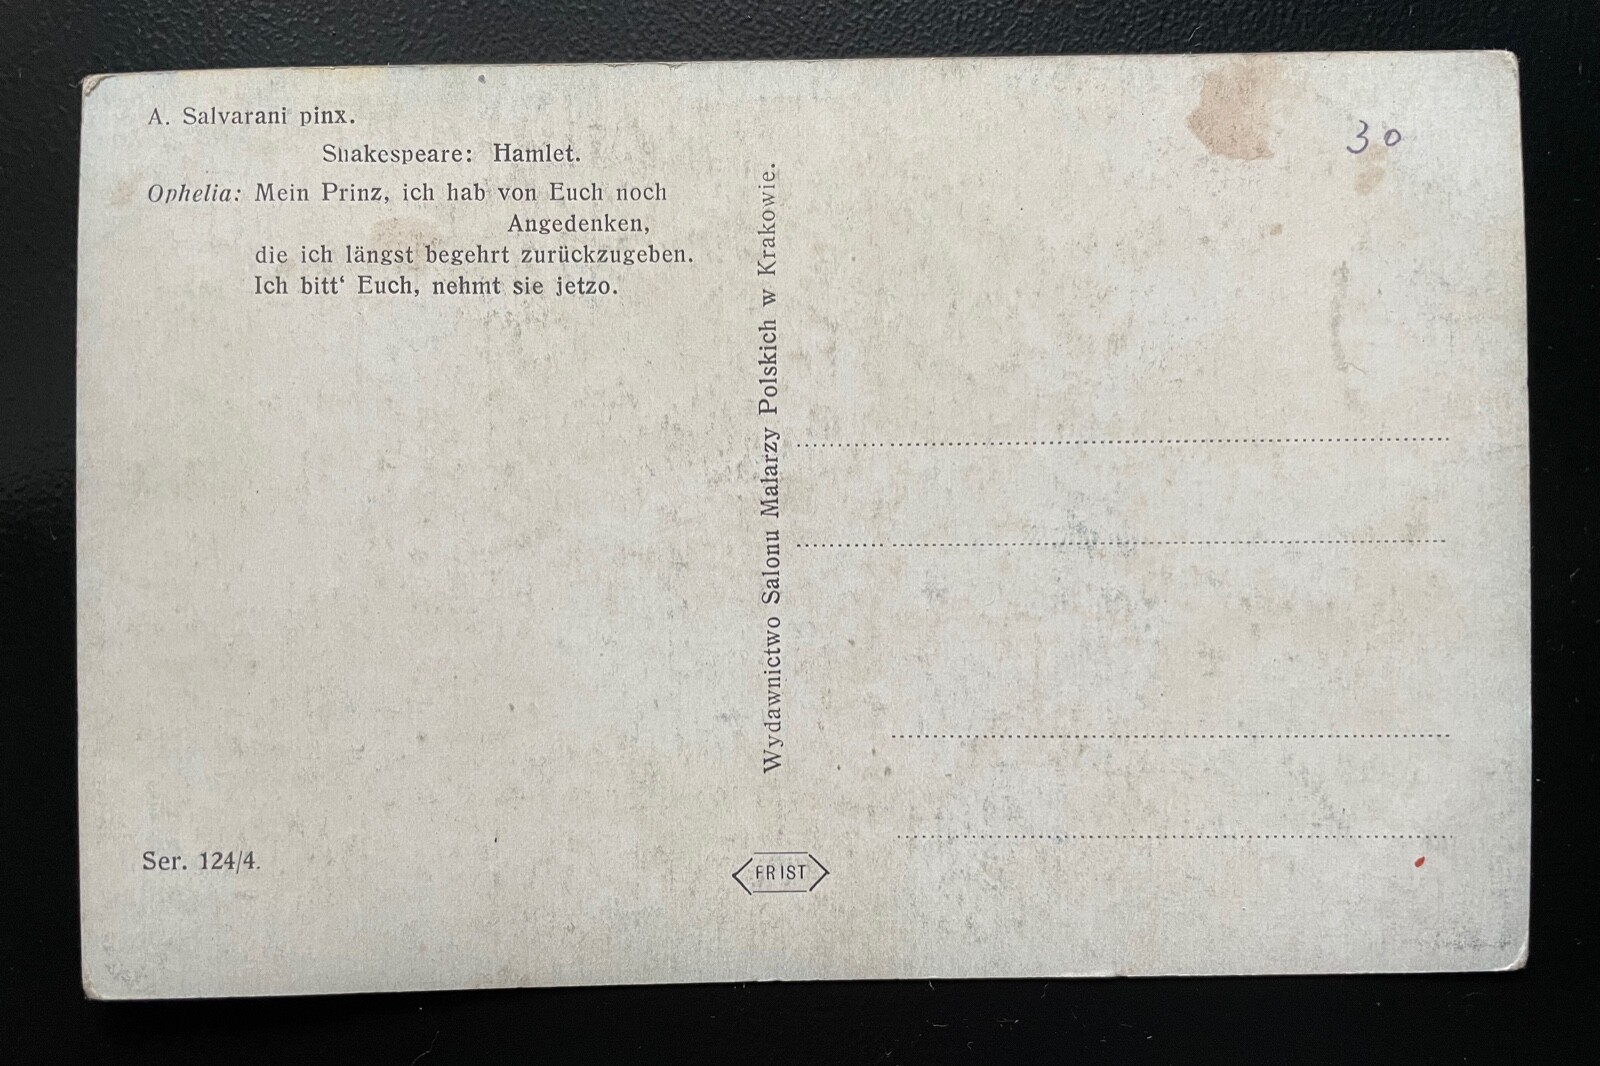 A. Salvarani pinx.
Shakespeare: Hamlet.
Ophelia: Mein Prinz, ich hab von Euch noch
Angedenken,
die ich längst begehrt zurückzugeben.
Ich bitt‘ Euch, nehmt sie jetzo.
Ser. 124/4.
Wydawnictwo Salonu Malarzy Polskich w Krakowie.
FRIST
30